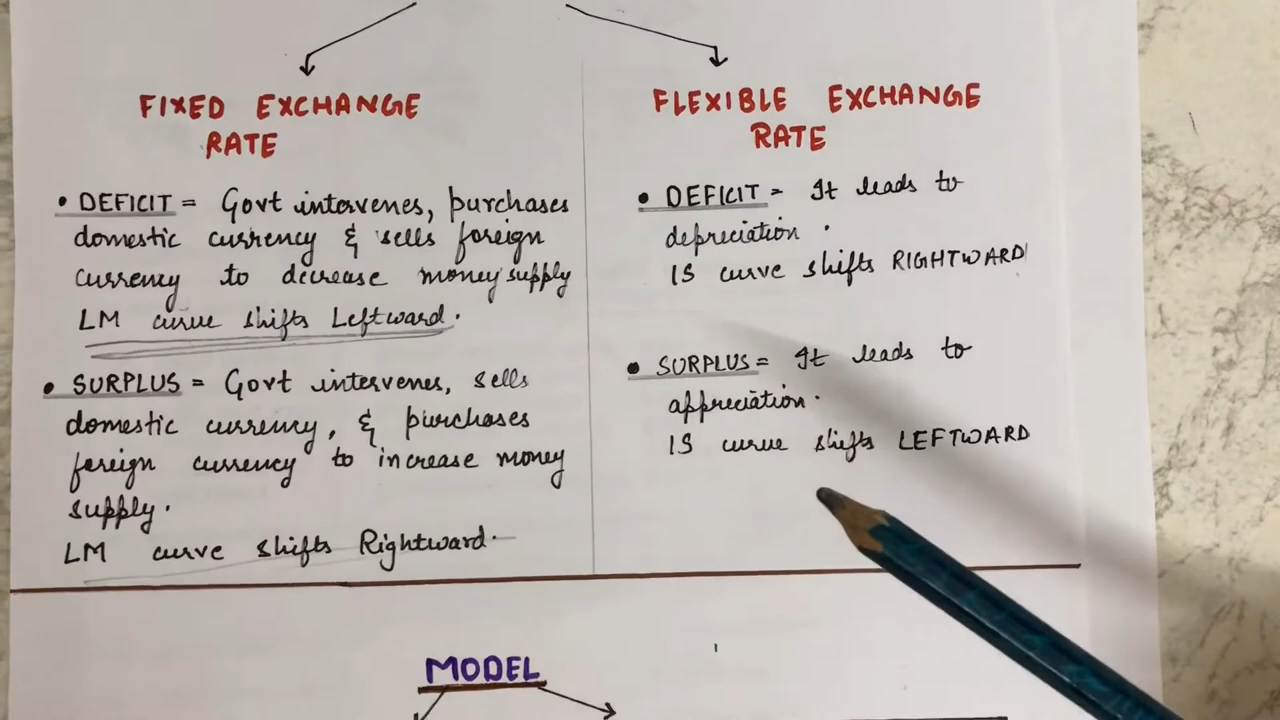 FIXED EXCHANGE
RATE
• DEFICIT = Govt intervenes, purchases
domestic currency & sells foreign
currency to decrease money supply
LM curve shifts Leftward.
• SURPLUS = Govt intervenes, sells
domestic currency, & purchases
foreign currency to increase money
supply.
LM curve shifts Rightward.
FLEXIBLE EXCHANGE
RATE
• DEFICIT = It leads to
depreciation.
IS curve shifts RIGHTWARD
• SURPLUS = It leads to
appreciation.
IS curve shifts LEFTWARD
MODEL